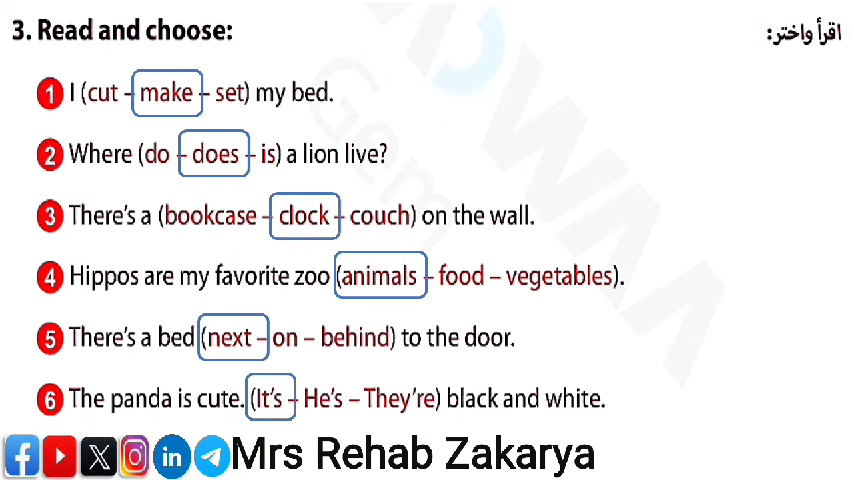 3. Read and choose: اقرأ واختر:
1 I (cut – make – set) my bed.
2 Where (do – does – is) a lion live?
3 There's a (bookcase – clock – couch) on the wall.
4 Hippos are my favorite zoo (animals – food – vegetables).
5 There's a bed (next – on – behind) to the door.
6 The panda is cute. (It's – He's – They're) black and white.
Mrs Rehab Zakarya